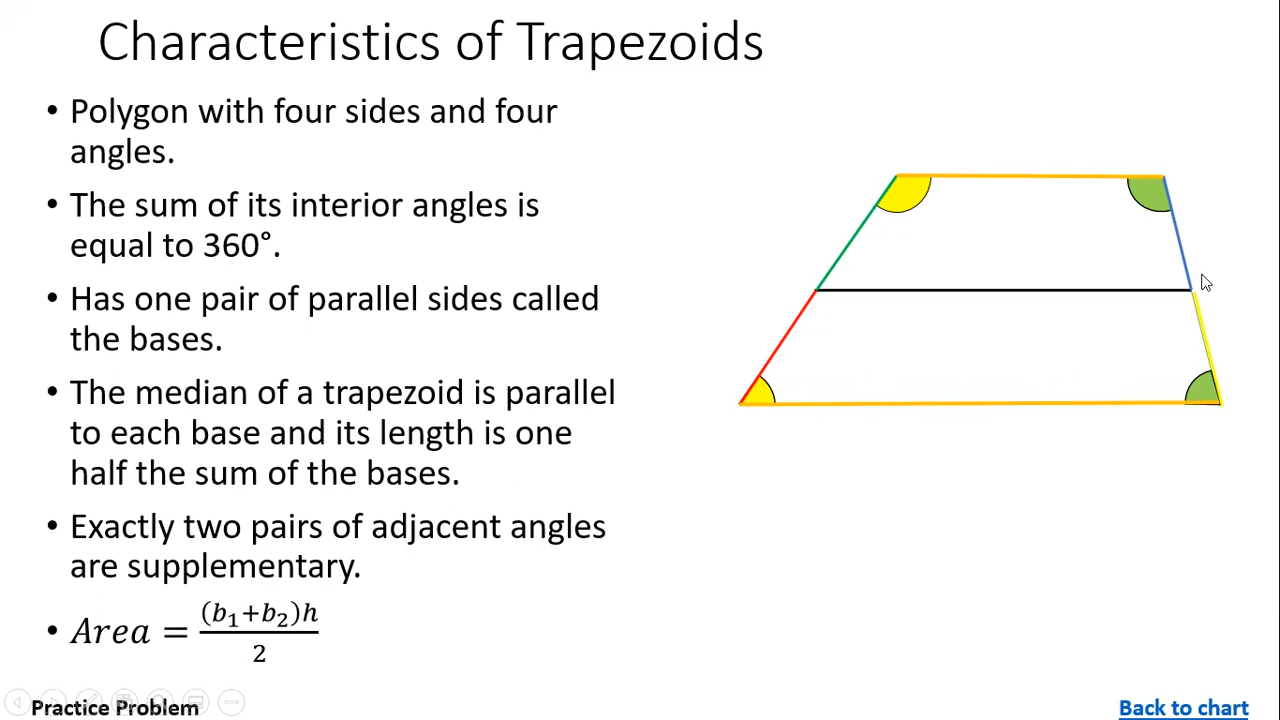 Characteristics of Trapezoids
• Polygon with four sides and four
angles.
• The sum of its interior angles is
equal to 360°.
• Has one pair of parallel sides called
the bases.
• The median of a trapezoid is parallel
to each base and its length is one
half the sum of the bases.
• Exactly two pairs of adjacent angles
are supplementary.
• Area = (b₁+b₂)h / 2
Practice Problem
Back to chart